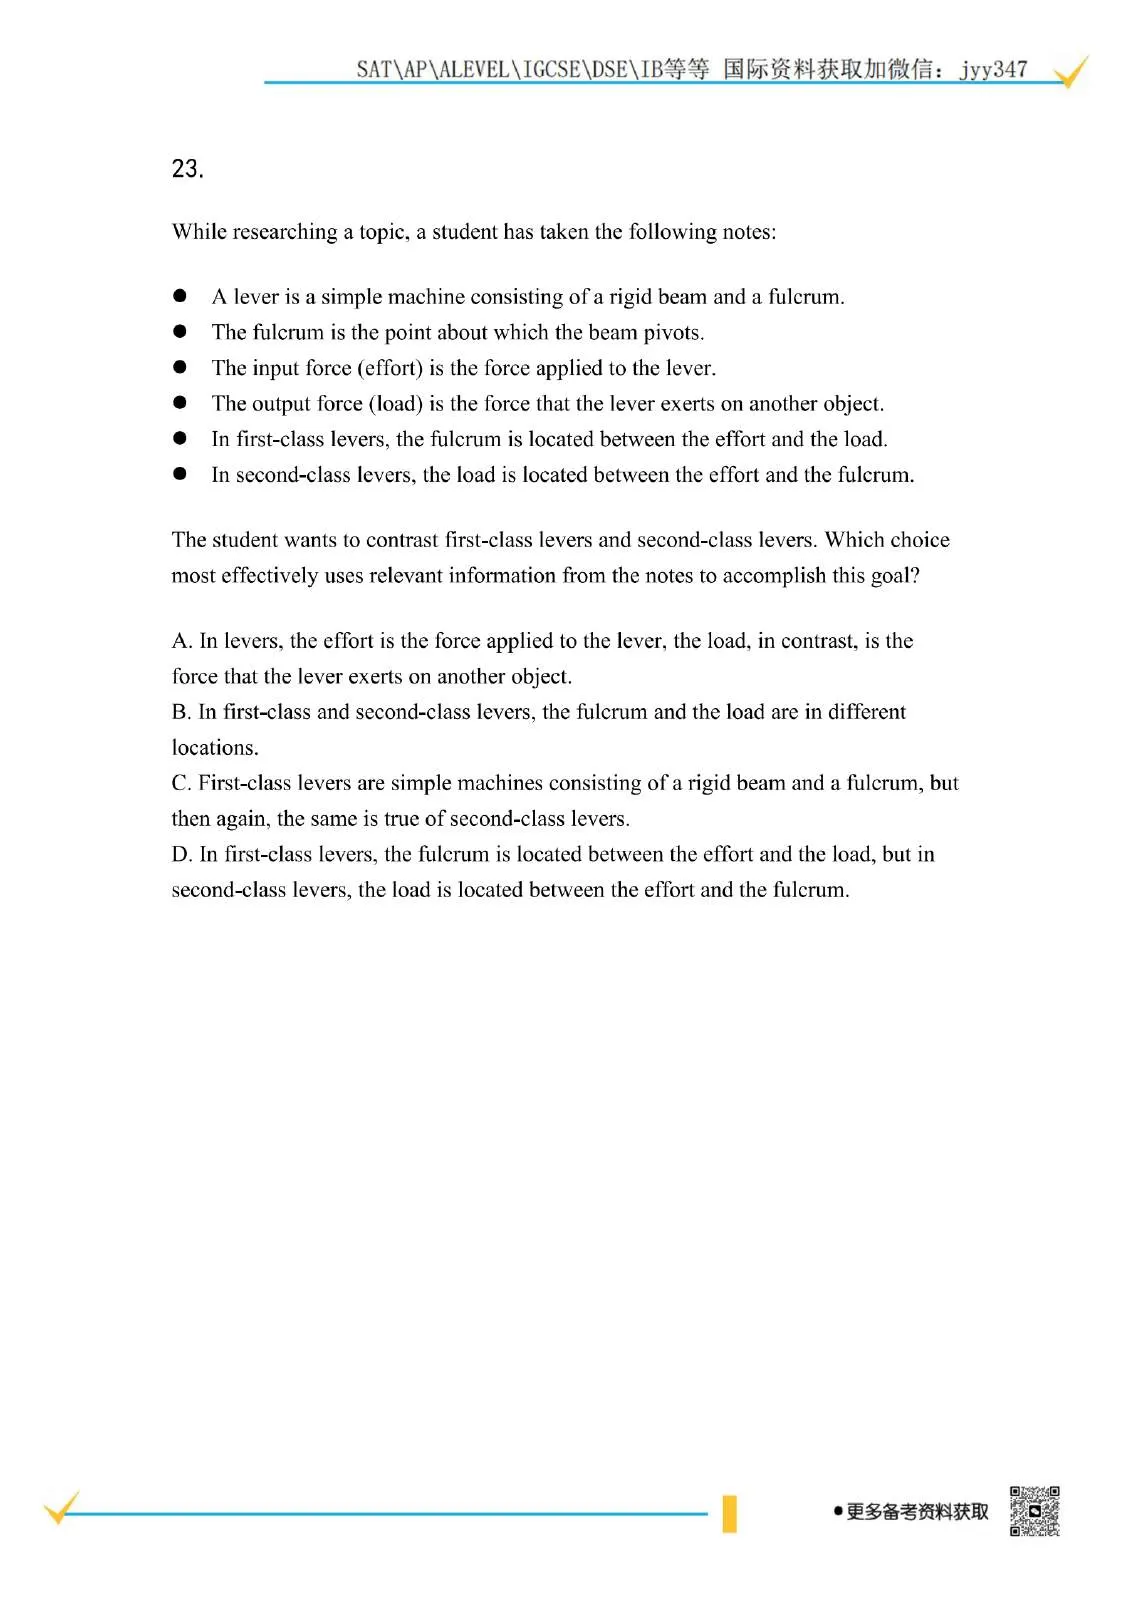 SAT\AP\ALEVEL\IGCSE\DSE\IB等等 国际资料获取加微信：jyy347
23.
While researching a topic, a student has taken the following notes:
● A lever is a simple machine consisting of a rigid beam and a fulcrum.
● The fulcrum is the point about which the beam pivots.
● The input force (effort) is the force applied to the lever.
● The output force (load) is the force that the lever exerts on another object.
● In first-class levers, the fulcrum is located between the effort and the load.
● In second-class levers, the load is located between the effort and the fulcrum.
The student wants to contrast first-class levers and second-class levers. Which choice
most effectively uses relevant information from the notes to accomplish this goal?
A. In levers, the effort is the force applied to the lever, the load, in contrast, is the
force that the lever exerts on another object.
B. In first-class and second-class levers, the fulcrum and the load are in different
locations.
C. First-class levers are simple machines consisting of a rigid beam and a fulcrum, but
then again, the same is true of second-class levers.
D. In first-class levers, the fulcrum is located between the effort and the load, but in
second-class levers, the load is located between the effort and the fulcrum.
●更多备考资料获取